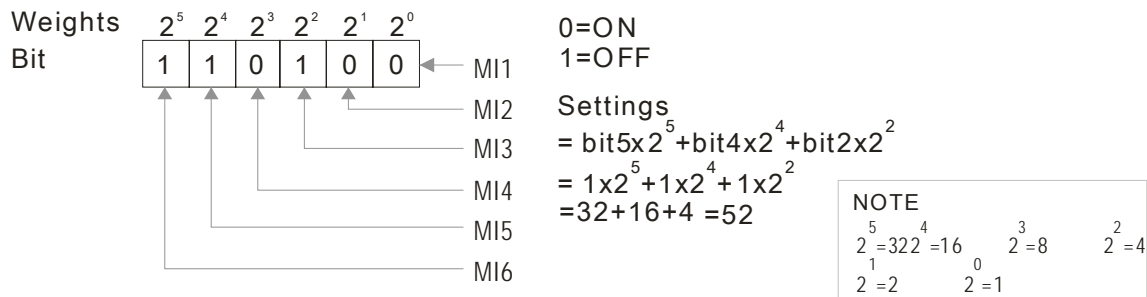 Weights 2⁵ 2⁴ 2³ 2² 2¹ 2⁰
Bit 1 1 0 1 0 0
MI1
MI2
MI3
MI4
MI5
MI6
0=ON
1=OFF
Settings
= bit5x2⁵+bit4x2⁴+bit2x2²
= 1x2⁵+1x2⁴+1x2²
=32+16+4 =52
NOTE
2⁵=32 2⁴=16 2³=8 2²=4
2¹=2 2⁰=1